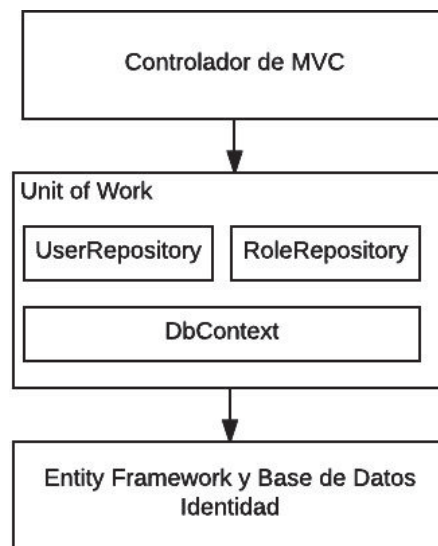 Controlador de MVC
Unit of Work
UserRepository
RoleRepository
DbContext
Entity Framework y Base de Datos
Identidad